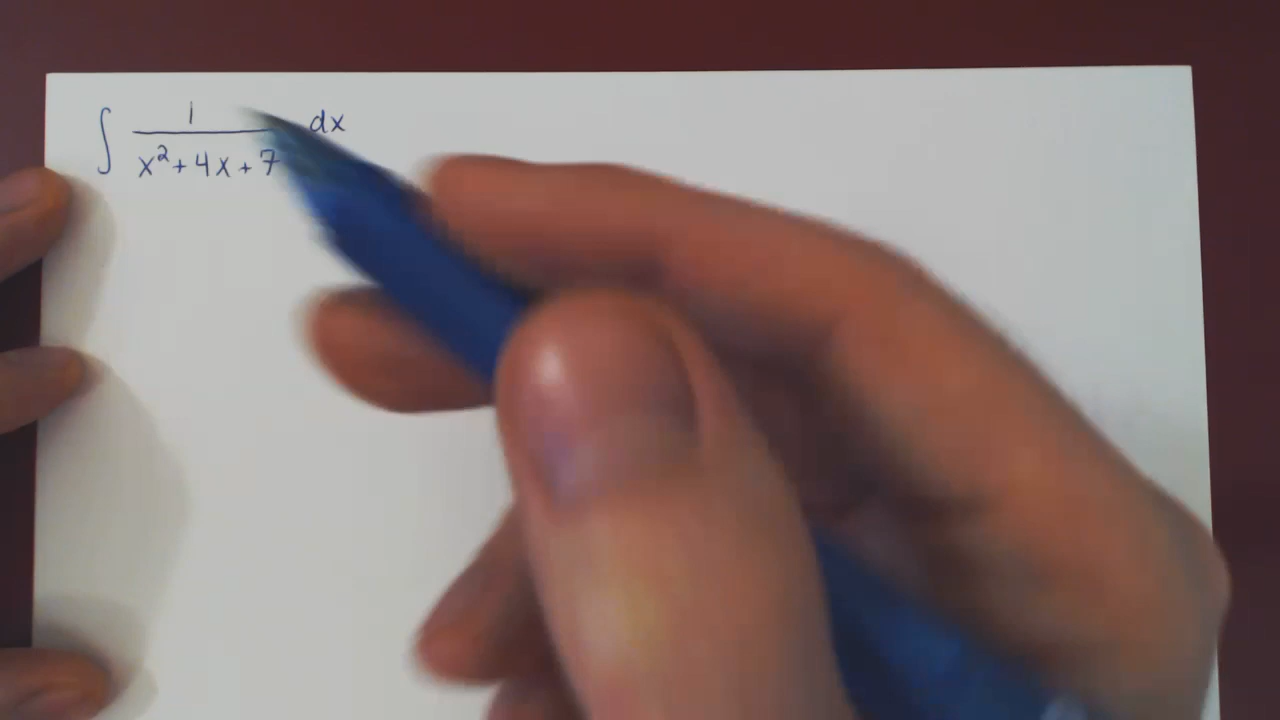 ∫ 1/(x²+4x+7) dx